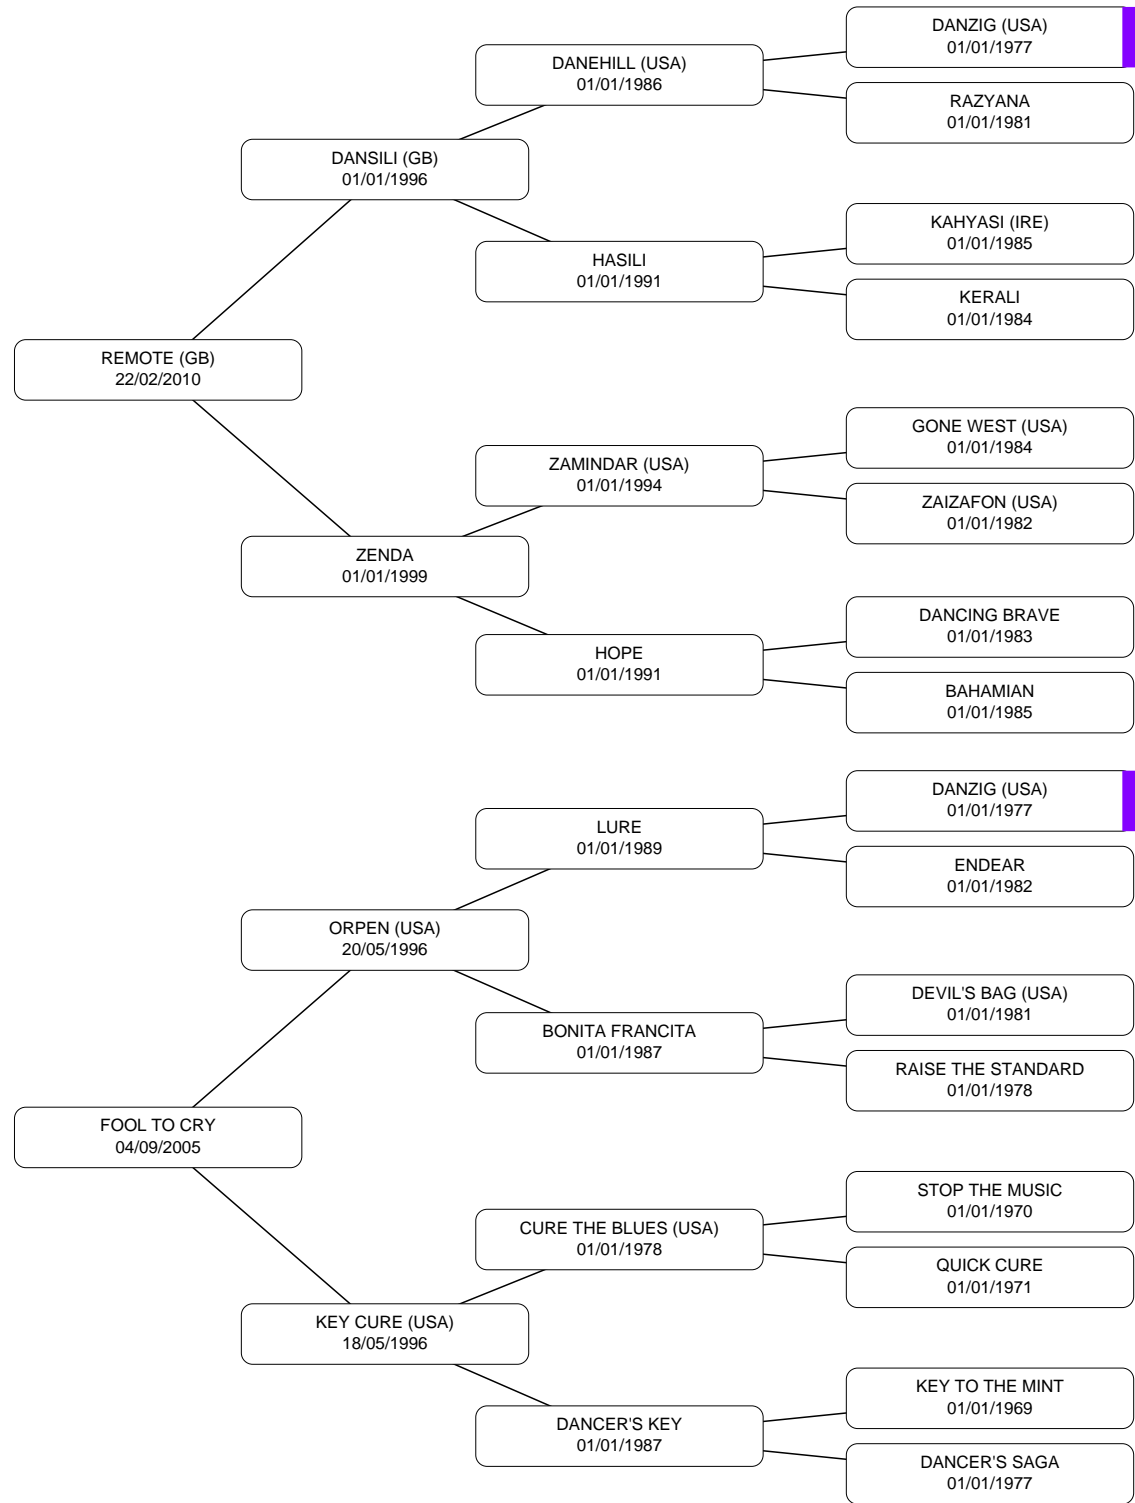 DANZIG (USA)
01/01/1977
DANEHILL (USA)
01/01/1986
RAZYANA
01/01/1981
DANSILI (GB)
01/01/1996
KAHYASI (IRE)
01/01/1985
HASILI
01/01/1991
KERALI
01/01/1984
REMOTE (GB)
22/02/2010
GONE WEST (USA)
01/01/1984
ZAMINDAR (USA)
01/01/1994
ZAIZAFON (USA)
01/01/1982
ZENDA
01/01/1999
DANCING BRAVE
01/01/1983
HOPE
01/01/1991
BAHAMIAN
01/01/1985
DANZIG (USA)
01/01/1977
LURE
01/01/1989
ENDEAR
01/01/1982
ORPEN (USA)
20/05/1996
DEVIL'S BAG (USA)
01/01/1981
BONITA FRANCITA
01/01/1987
RAISE THE STANDARD
01/01/1978
FOOL TO CRY
04/09/2005
STOP THE MUSIC
01/01/1970
CURE THE BLUES (USA)
01/01/1978
QUICK CURE
01/01/1971
KEY CURE (USA)
18/05/1996
KEY TO THE MINT
01/01/1969
DANCER'S KEY
01/01/1987
DANCER'S SAGA
01/01/1977